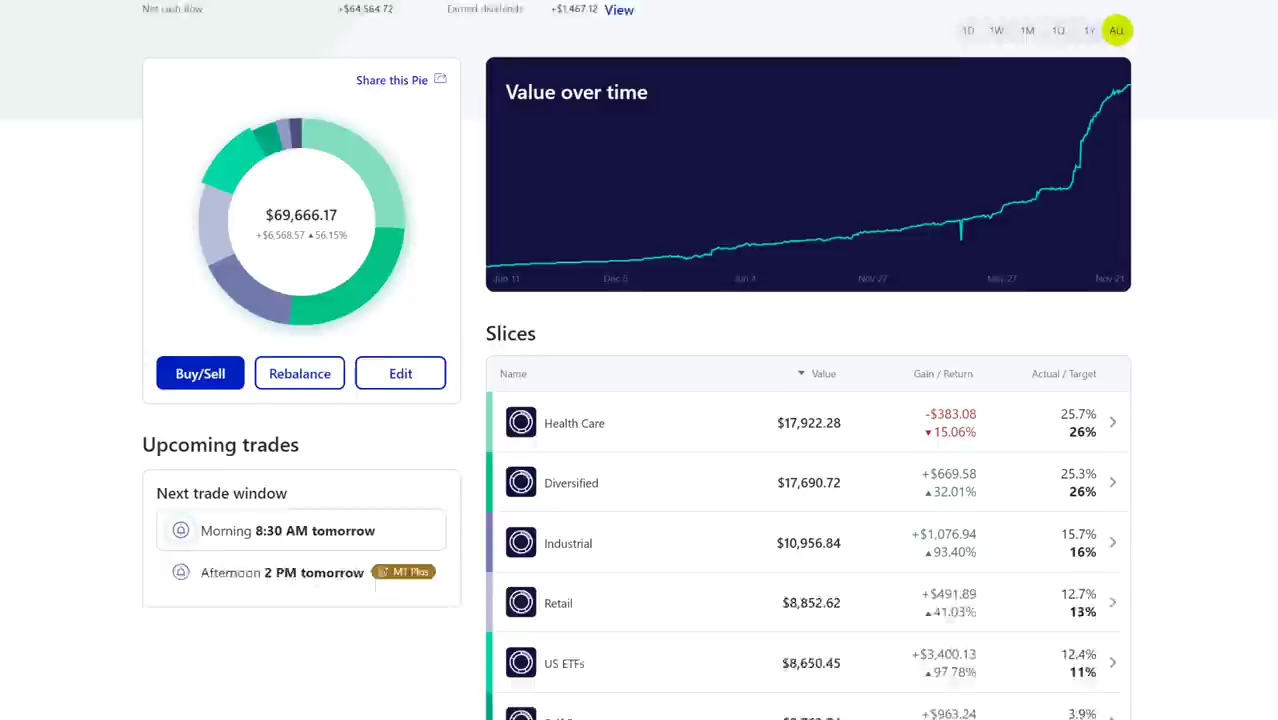 Net cash flow +$64,564.72 Earned dividends +$1,467.12 View
1D 1W 1M 1Q 1Y ALL
Share this Pie
$69,666.17
+$6,568.57 ▲56.15%
Buy/Sell Rebalance Edit
Upcoming trades
Next trade window
Morning 8:30 AM tomorrow
Afternoon 2 PM tomorrow M1 Plus
Value over time
Jun 11 Dec 5 Jun 3 Nov 27 May 27 Nov 21
Slices
Name Value Gain / Return Actual / Target
Health Care $17,922.28 -$383.08 25.7%
▼15.06% 26%
Diversified $17,690.72 +$669.58 25.3%
▲32.01% 26%
Industrial $10,956.84 +$1,076.94 15.7%
▲93.40% 16%
Retail $8,852.62 +$491.89 12.7%
▲41.03% 13%
US ETFs $8,650.45 +$3,400.13 12.4%
▲97.78% 11%
+$963.24 3.9%